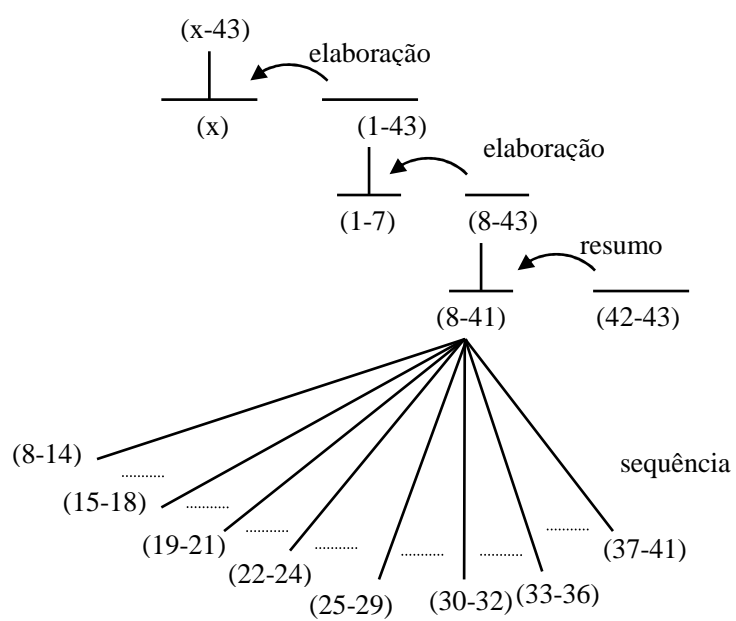 (x-43)
elaboração
(x)
(1-43)
elaboração
(1-7)
(8-43)
resumo
(8-41)
(42-43)
(8-14)
sequência
(15-18)
(19-21)
(37-41)
(22-24)
(25-29)
(30-32)
(33-36)